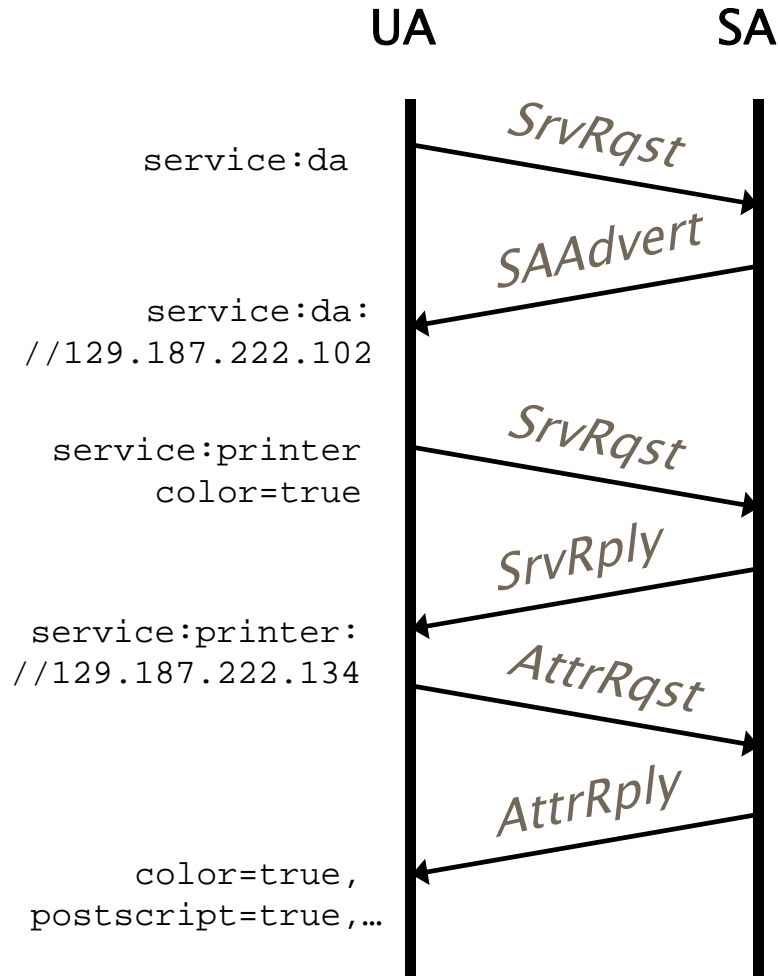 UA SA
SrvRqst
service:da
SAAdvert
service:da:
//129.187.222.102
SrvRqst
service:printer
color=true
SrvRply
service:printer:
//129.187.222.134
AttrRqst
AttrRply
color=true,
postscript=true,…